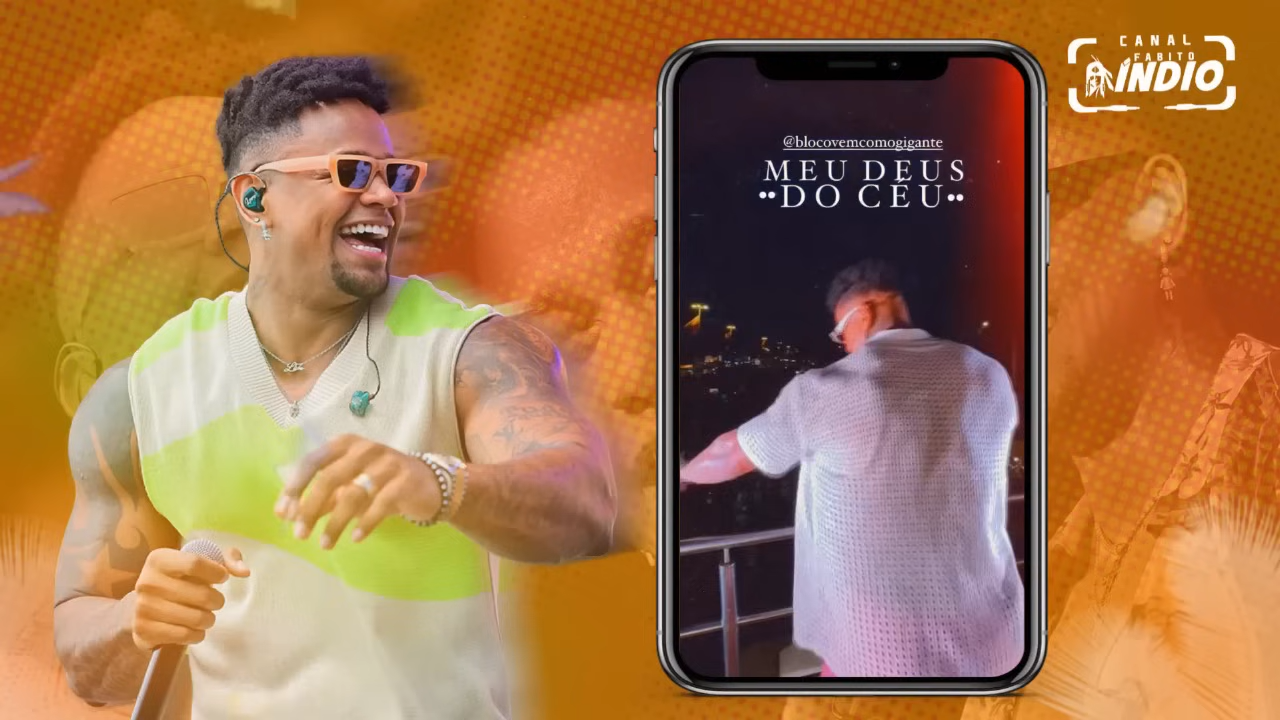 CANAL
FABITO
ÍNDIO
@blocovemcomogigante
MEU DEUS
••DO CÉU••